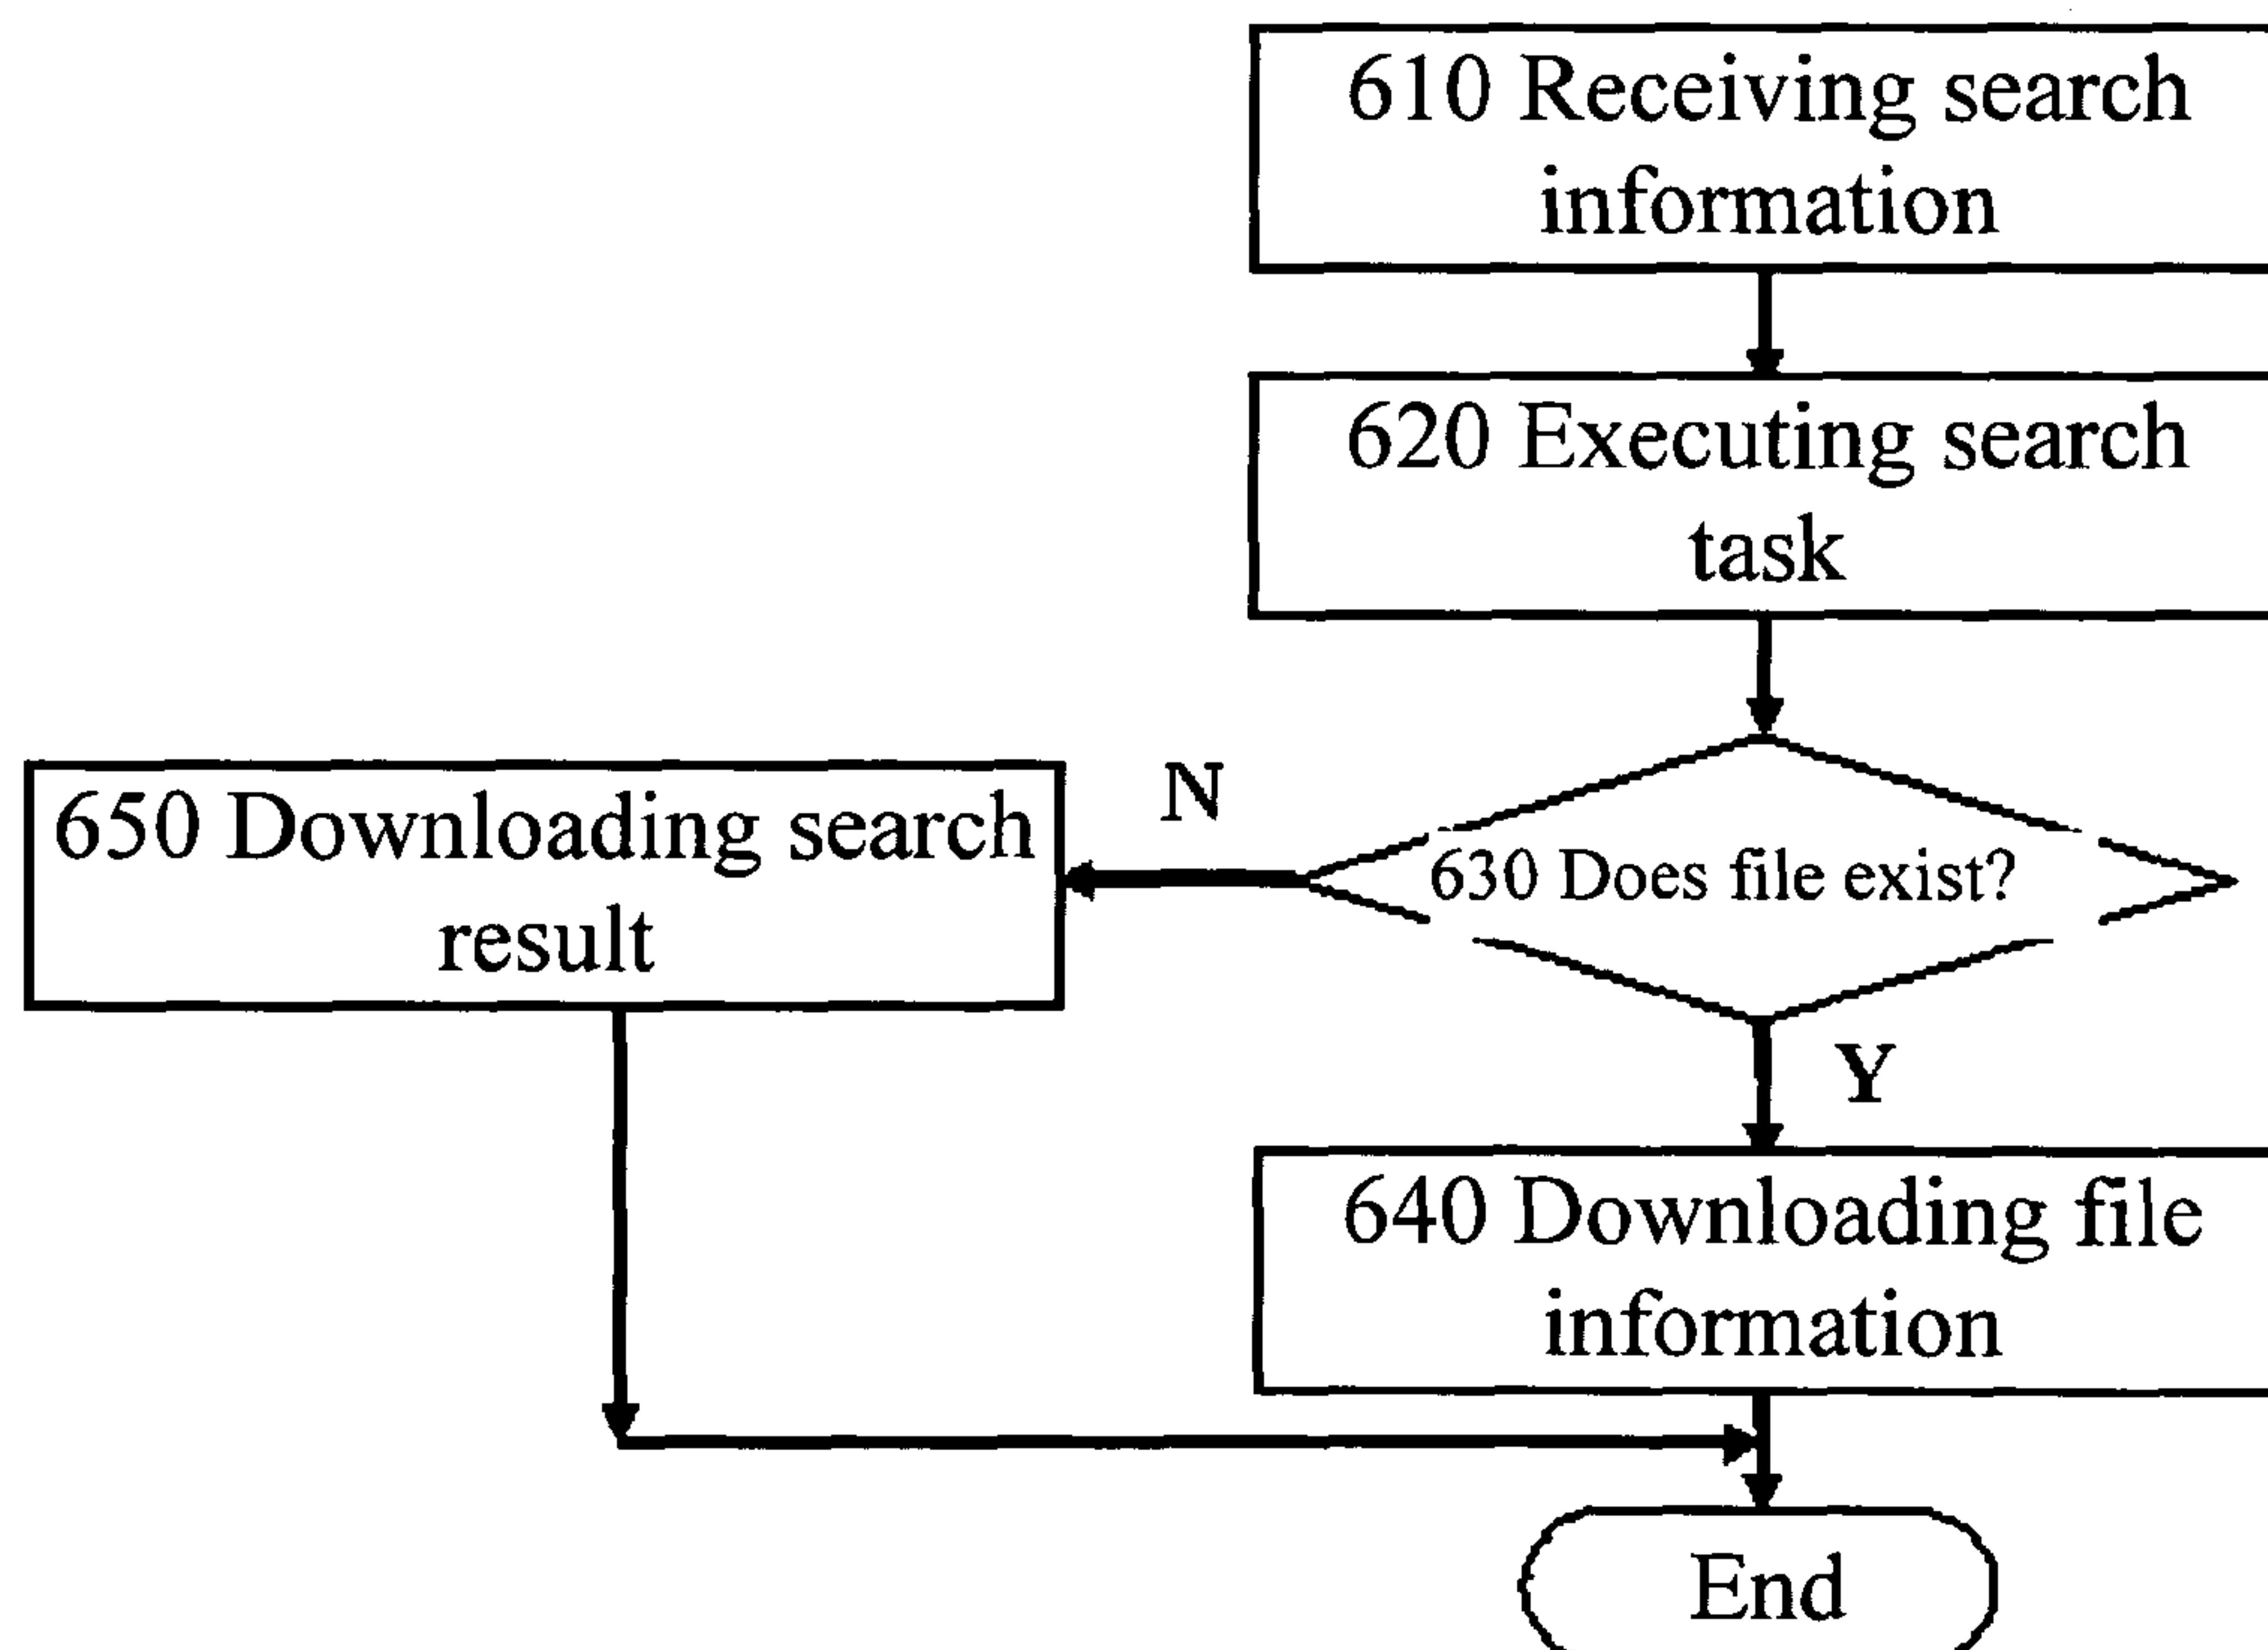 610 Receiving search
information
620 Executing search
task
N
650 Downloading search
result
630 Does file exist?
Y
640 Downloading file
information
End